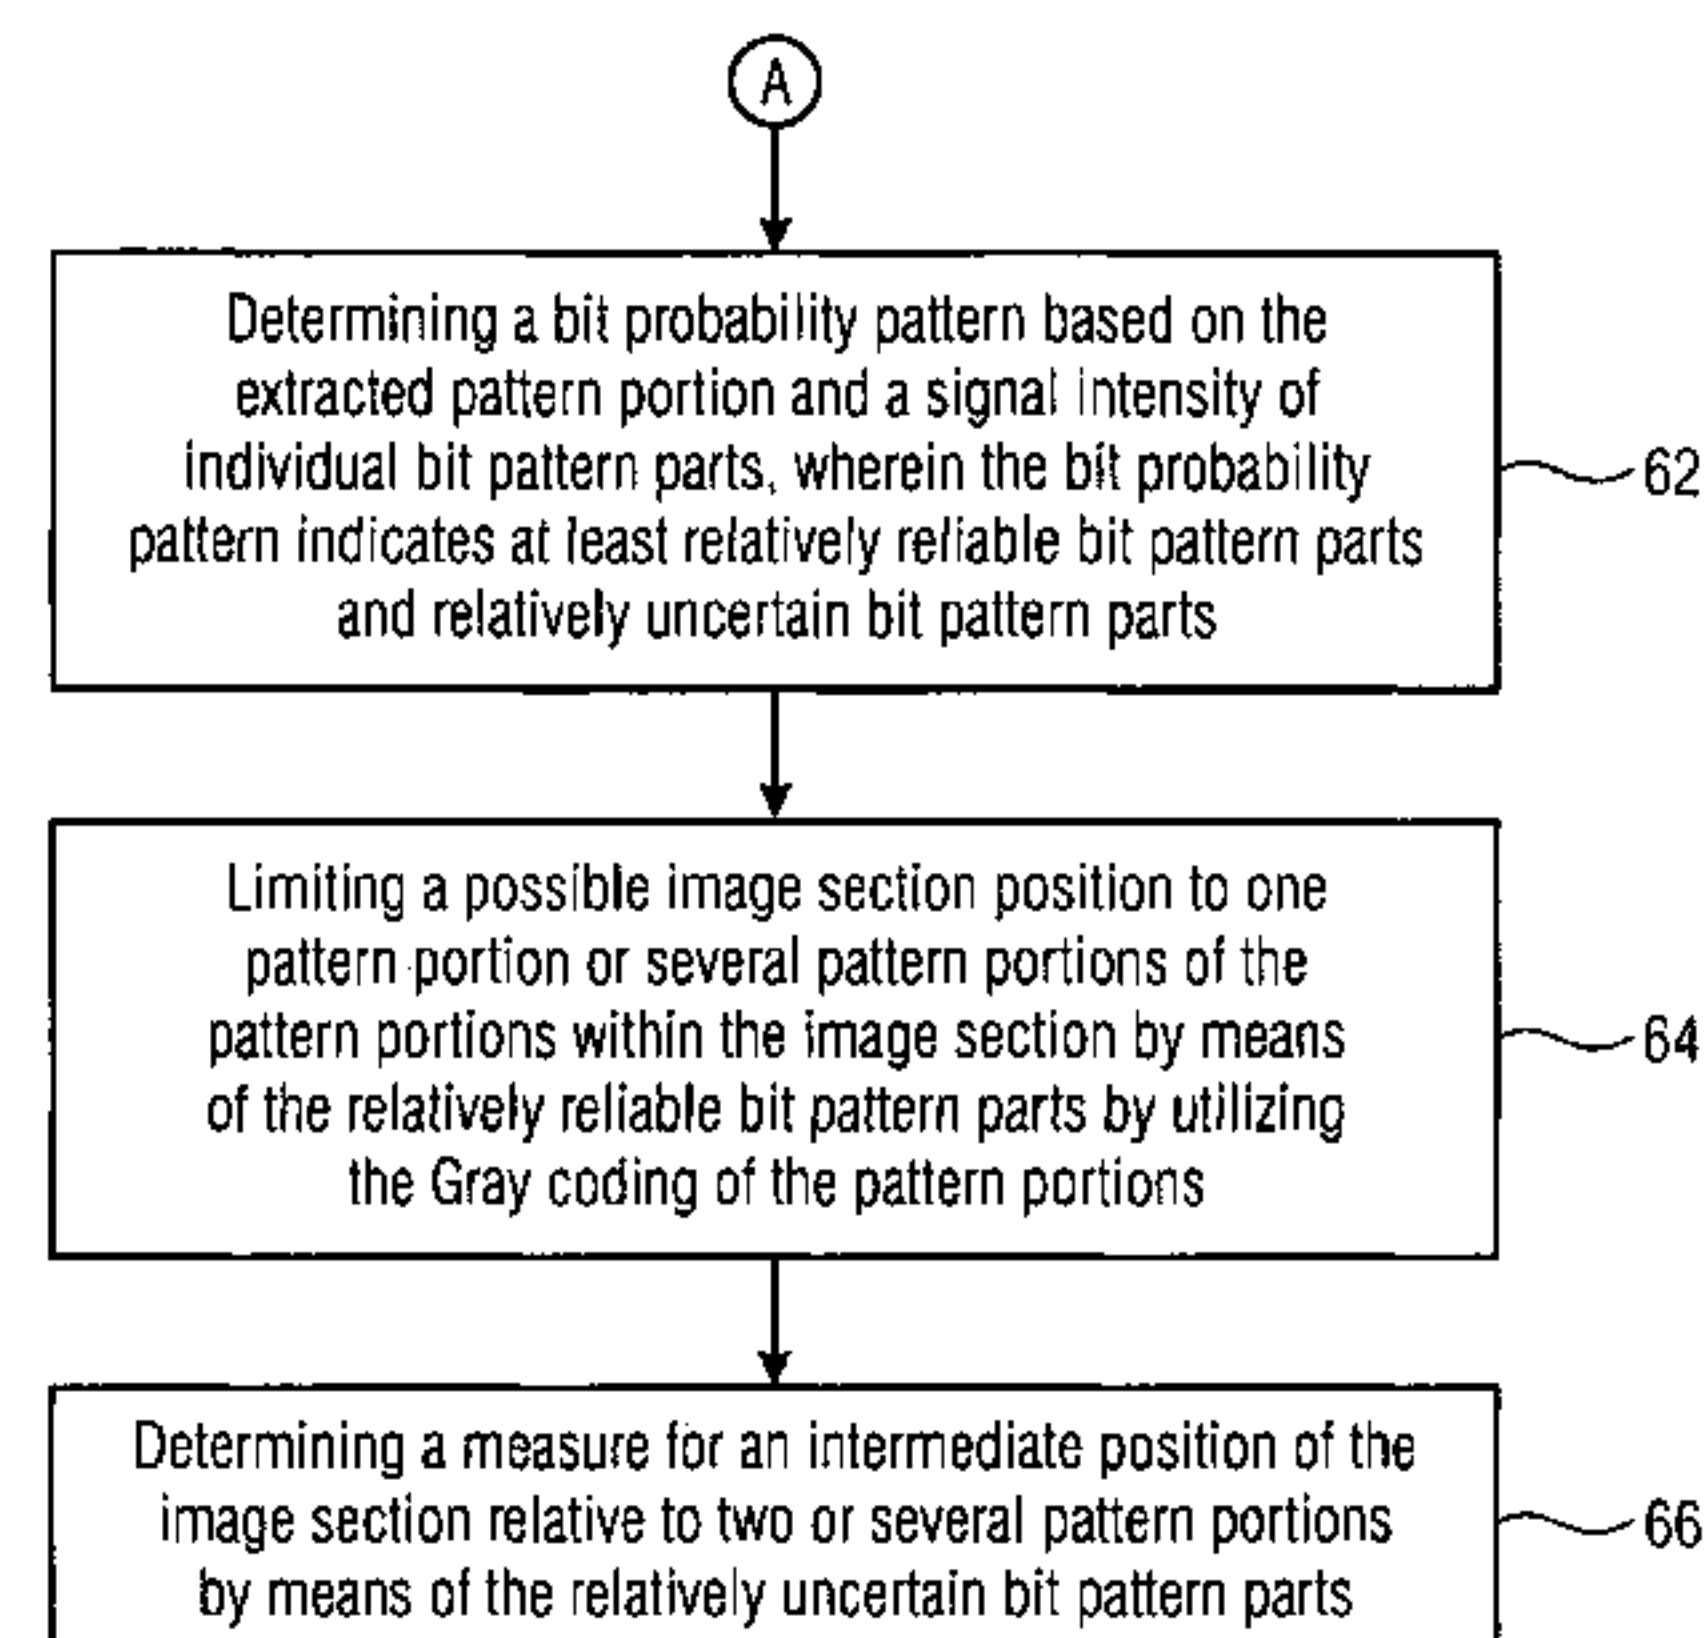 A
Determining a bit probability pattern based on the
extracted pattern portion and a signal intensity of
individual bit pattern parts, wherein the bit probability
pattern indicates at least relatively reliable bit pattern parts
and relatively uncertain bit pattern parts
62
Limiting a possible image section position to one
pattern portion or several pattern portions of the
pattern portions within the image section by means
of the relatively reliable bit pattern parts by utilizing
the Gray coding of the pattern portions
64
Determining a measure for an intermediate position of the
image section relative to two or several pattern portions
by means of the relatively uncertain bit pattern parts
66